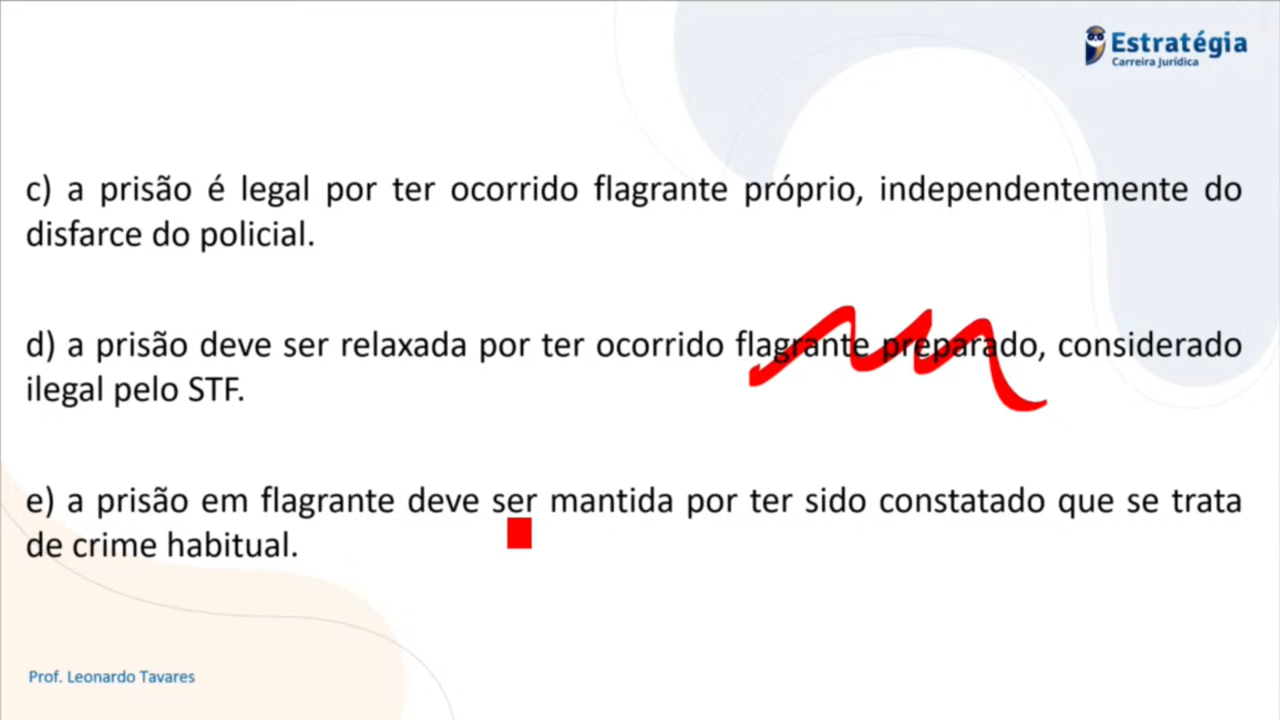 Estratégia
Carreira Jurídica
c) a prisão é legal por ter ocorrido flagrante próprio, independentemente do
disfarce do policial.
d) a prisão deve ser relaxada por ter ocorrido flagrante preparado, considerado
ilegal pelo STF.
e) a prisão em flagrante deve ser mantida por ter sido constatado que se trata
de crime habitual.
Prof. Leonardo Tavares